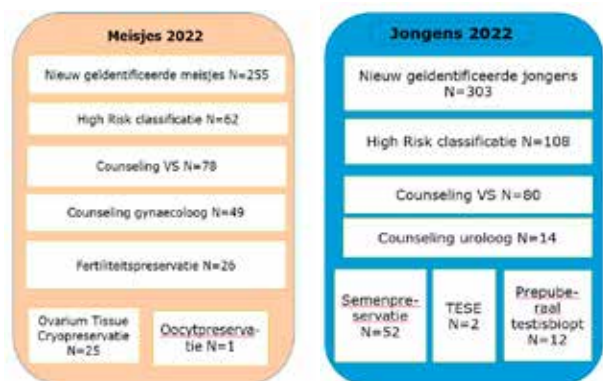 Meisjes 2022
Nieuw geïdentificeerde meisjes N=255
High Risk classificatie N=62
Counseling VS N=78
Counseling gynaecoloog N=49
Fertiliteitspreservatie N=26
Ovarium Tissue
Cryopreservatie
N=25
Oocytpreserva-
tie N=1
Jongens 2022
Nieuw geïdentificeerde jongens
N=303
High Risk classificatie N=108
Counseling VS N=80
Counseling uroloog N=14
Semenpre-
servatie
N=52
TESE
N=2
Prepube-
raal
testisbiopt
N=12